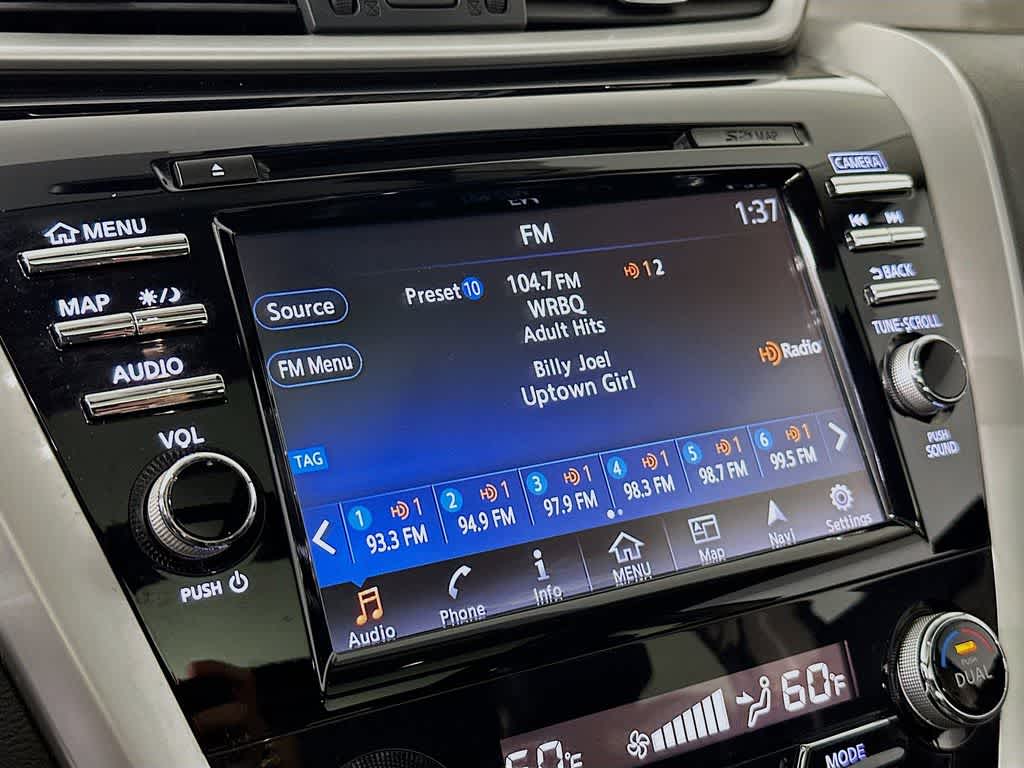 MAP
CAMERA
MENU
MAP
AUDIO
VOL
PUSH
BACK
TUNE·SCROLL
PUSH:
SOUND
FM
1:37
Source
FM Menu
Preset 10
104.7 FM
WRBQ
Adult Hits
HD 1 2
Billy Joel
Uptown Girl
HD Radio
TAG
1 HD 1
93.3 FM
2 HD 1
94.9 FM
3 HD 1
97.9 FM
4 HD 1
98.3 FM
5 HD 1
98.7 FM
6 HD 1
99.5 FM
Audio
Phone
Info
MENU
Map
Navi
Settings
60°F
60°F
DUAL
MODE